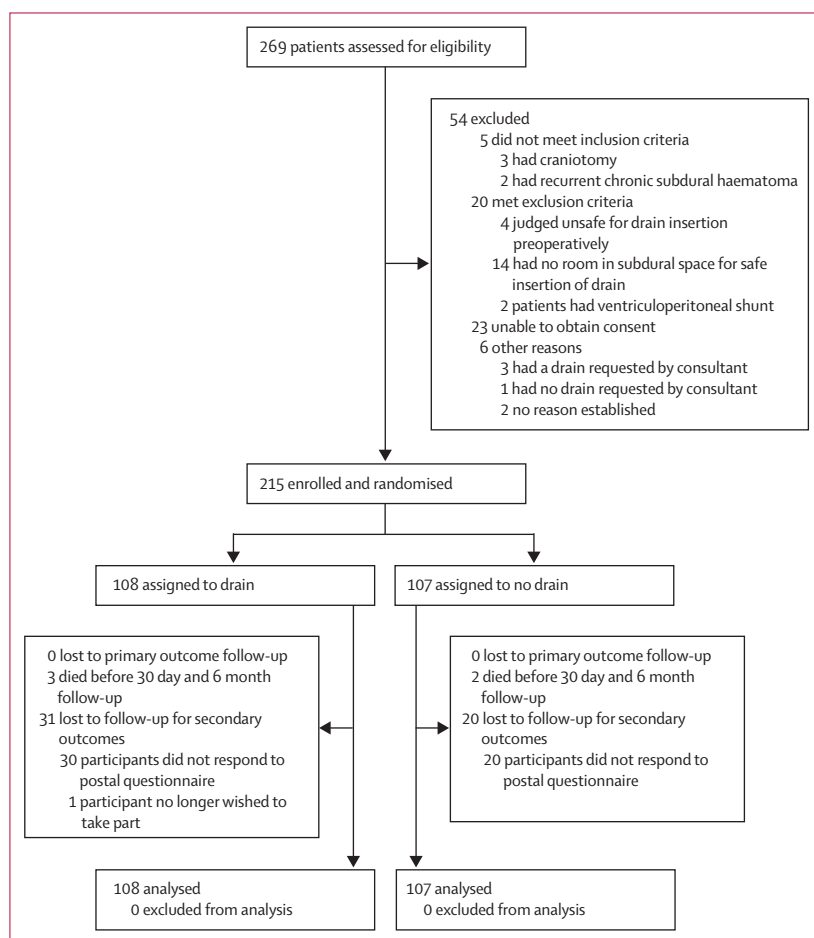 269 patients assessed for eligibility
54 excluded
5 did not meet inclusion criteria
3 had craniotomy
2 had recurrent chronic subdural haematoma
20 met exclusion criteria
4 judged unsafe for drain insertion
preoperatively
14 had no room in subdural space for safe
insertion of drain
2 patients had ventriculoperitoneal shunt
23 unable to obtain consent
6 other reasons
3 had a drain requested by consultant
1 had no drain requested by consultant
2 no reason established
215 enrolled and randomised
108 assigned to drain
107 assigned to no drain
0 lost to primary outcome follow-up
3 died before 30 day and 6 month
follow-up
31 lost to follow-up for secondary
outcomes
30 participants did not respond to
postal questionnaire
1 participant no longer wished to
take part
0 lost to primary outcome follow-up
2 died before 30 day and 6 month
follow-up
20 lost to follow-up for secondary
outcomes
20 participants did not respond to
postal questionnaire
108 analysed
0 excluded from analysis
107 analysed
0 excluded from analysis